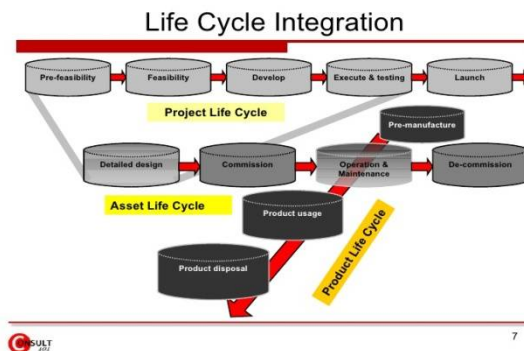 Life Cycle Integration
Pre-feasibility
Feasibility
Develop
Execute & testing
Launch
Project Life Cycle
Pre-manufacture
Detailed design
Commission
Operation &
Maintenance
De-commission
Asset Life Cycle
Product usage
Product Life Cycle
Product disposal
7